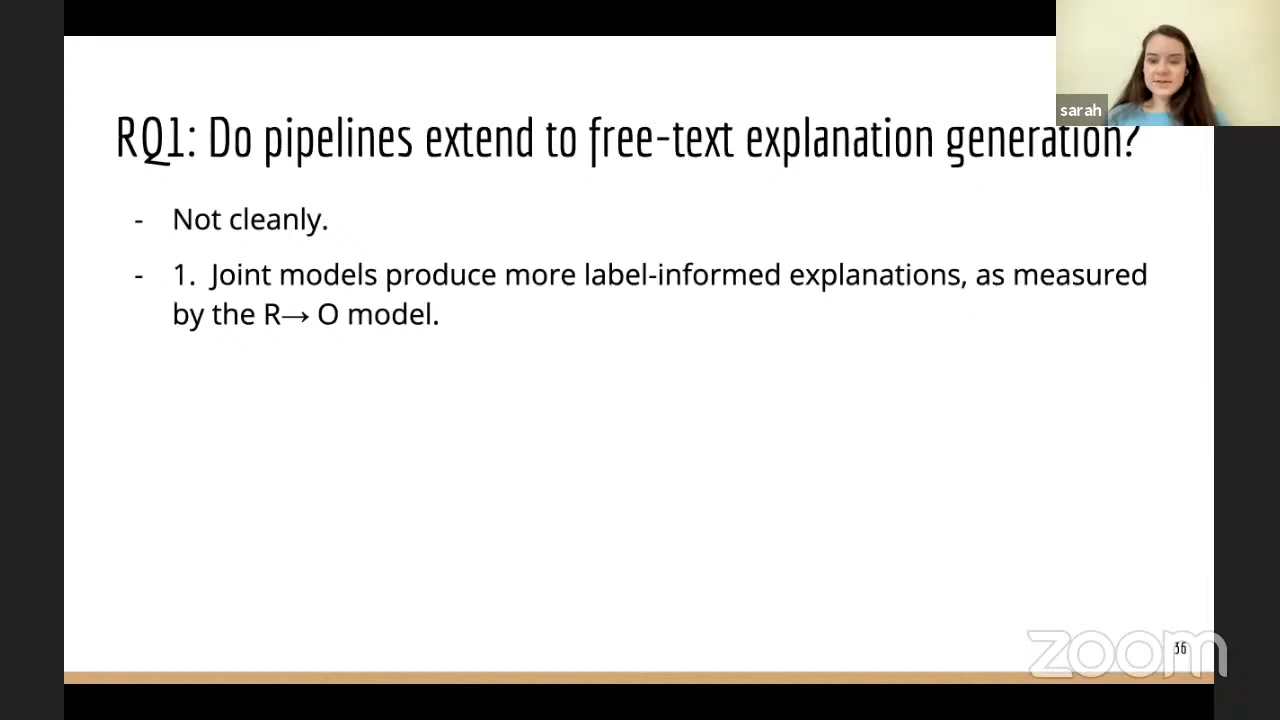 sarah
RQ1: Do pipelines extend to free-text explanation generation?
- Not cleanly.
- 1. Joint models produce more label-informed explanations, as measured
by the R→ O model.
36
zoom